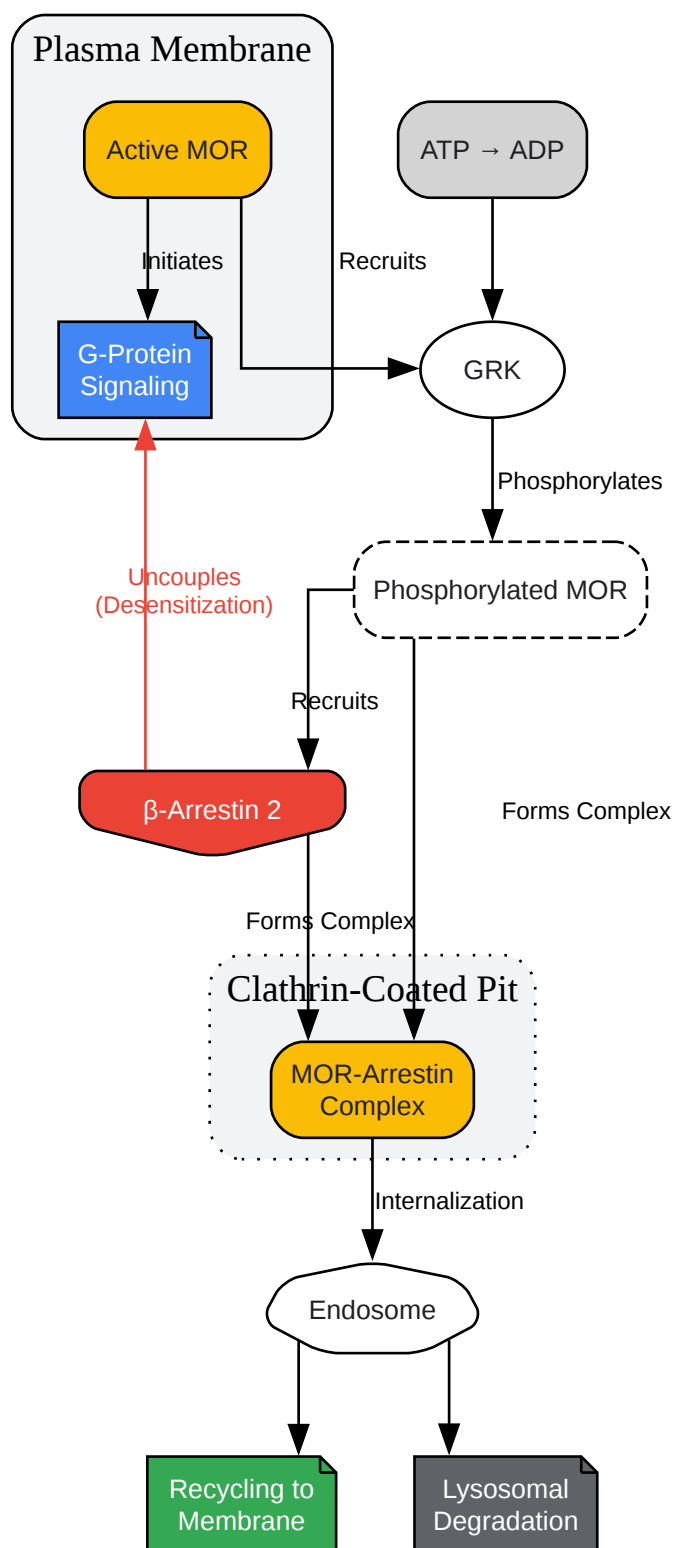 Plasma Membrane
Active MOR
ATP → ADP
Initiates
Recruits
G-Protein
Signaling
GRK
Phosphorylates
Uncouples
(Desensitization)
Phosphorylated MOR
Recruits
β-Arrestin 2
Forms Complex
Forms Complex
Clathrin-Coated Pit
MOR-Arrestin
Complex
Internalization
Endosome
Recycling to
Membrane
Lysosomal
Degradation